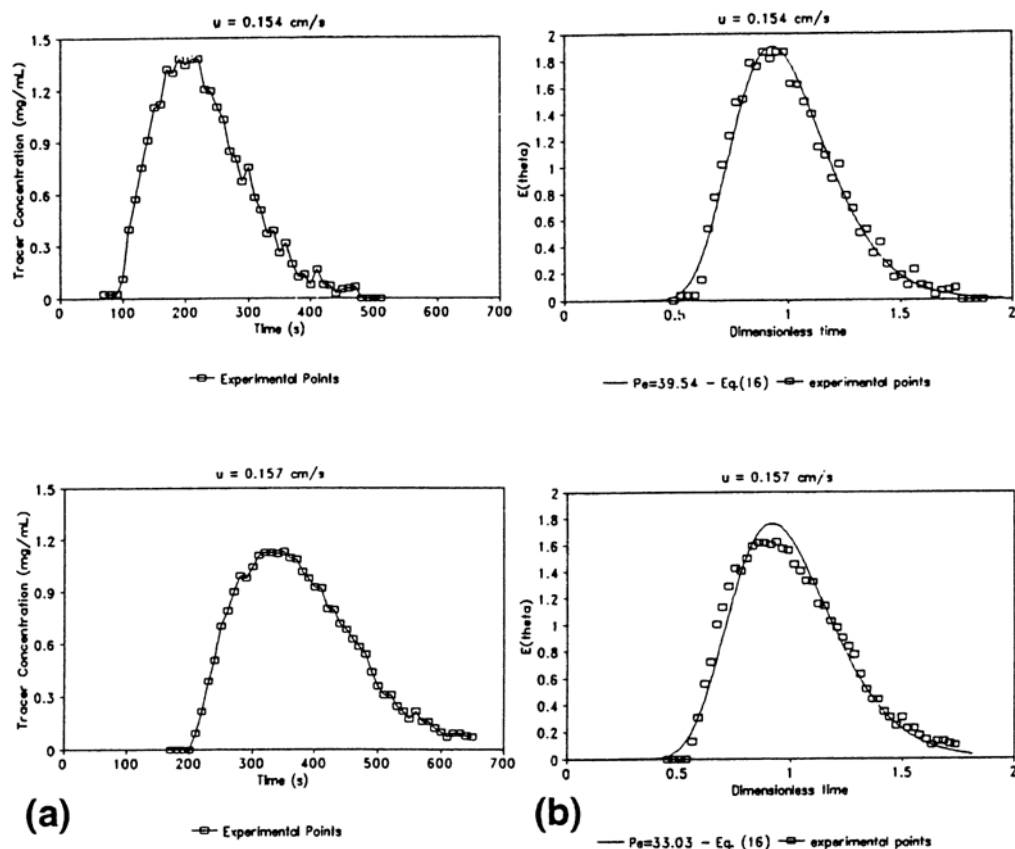 u = 0.154 cm/s
1.5
1.2
0.9
0.6
0.3
0
Tracer Concentration (mg/mL)
0 100 200 300 400 500 600 700
Time (s)
Experimental Points
u = 0.154 cm/s
2
1.8
1.6
1.4
1.2
1
0.8
0.6
0.4
0.2
0
E(theta)
0 0.5 1 1.5 2
Dimensionless time
Pe=39.54 - Eq.(16) experimental points
u = 0.157 cm/s
1.5
1.2
0.9
0.6
0.3
0
Tracer Concentration (mg/mL)
0 100 200 300 400 500 600 700
Time (s)
(a)
Experimental Points
u = 0.157 cm/s
2
1.8
1.6
1.4
1.2
1
0.8
0.6
0.4
0.2
0
E(theta)
0 0.5 1 1.5 2
Dimensionless time
(b)
Pe=33.03 - Eq. (16) experimental points